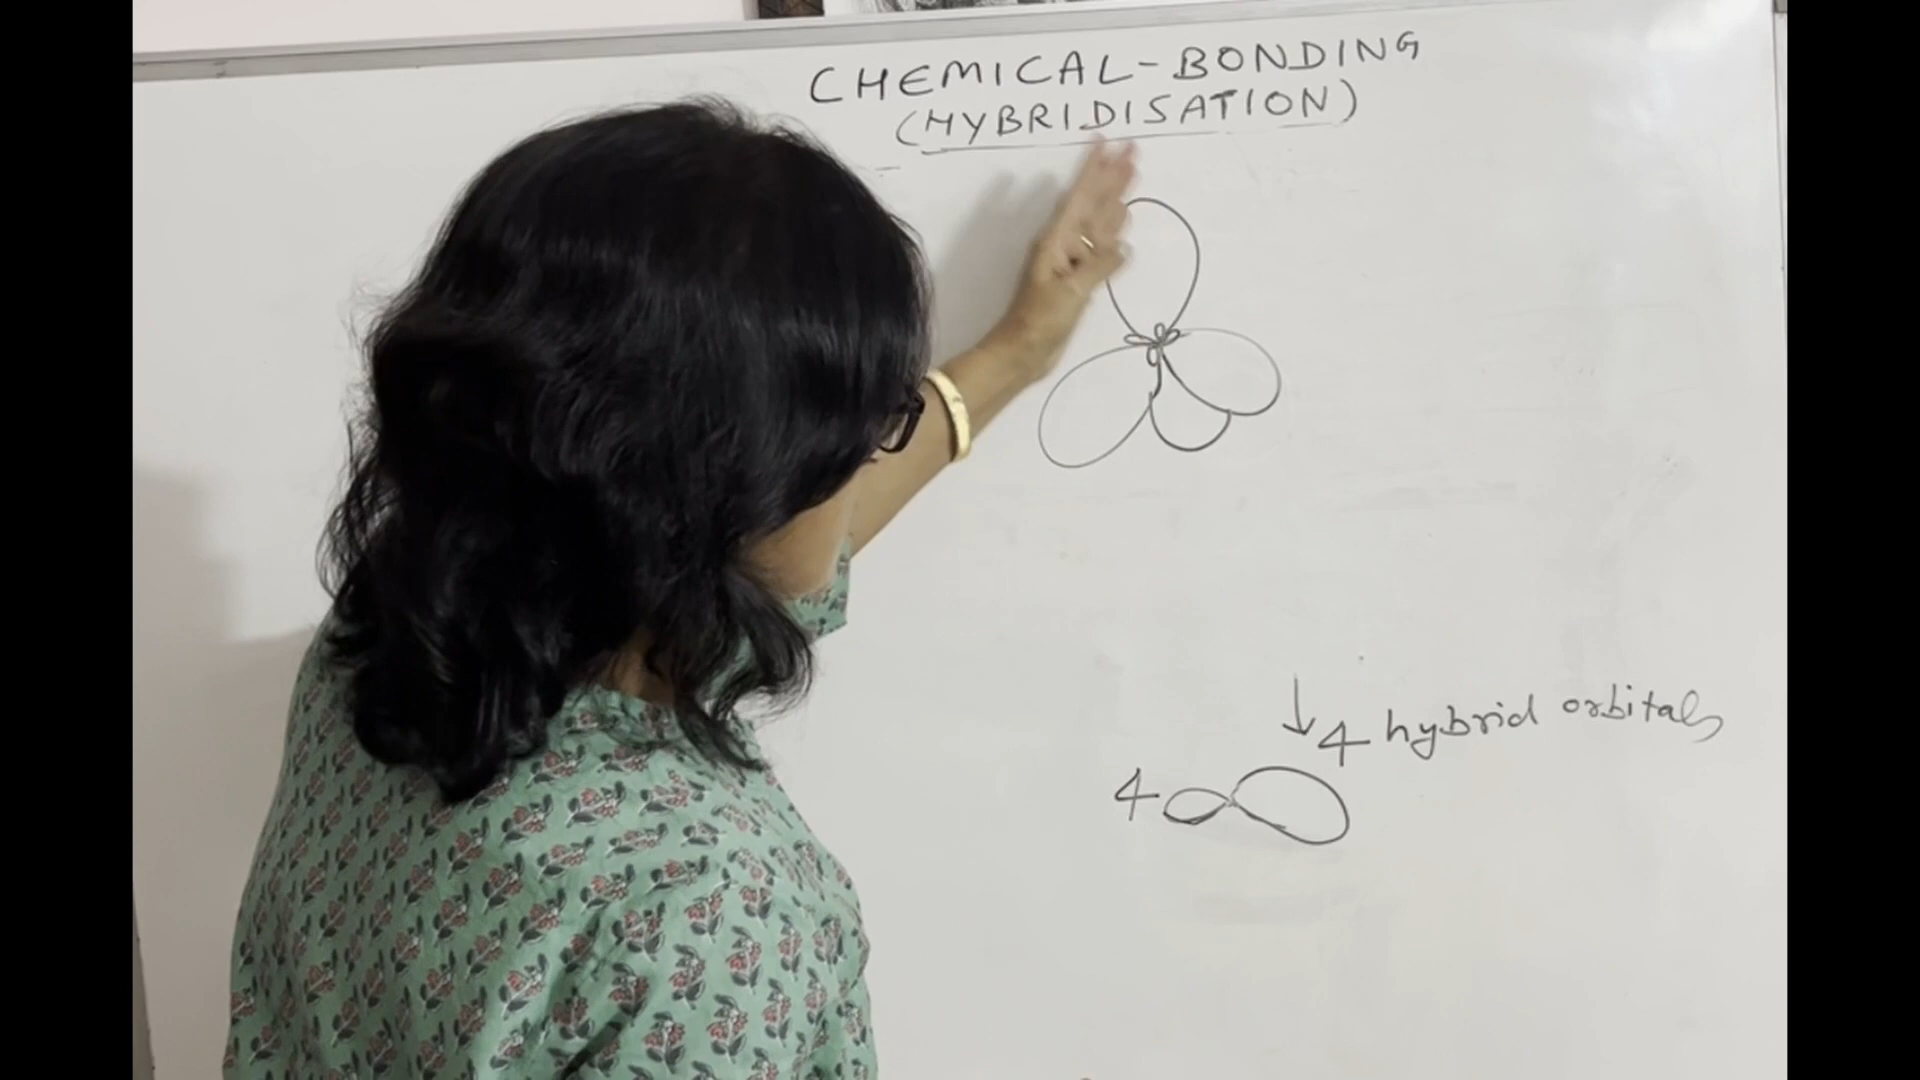 CHEMICAL-BONDING
(HYBRIDISATION)
↓ 4 hybrid orbitals
4